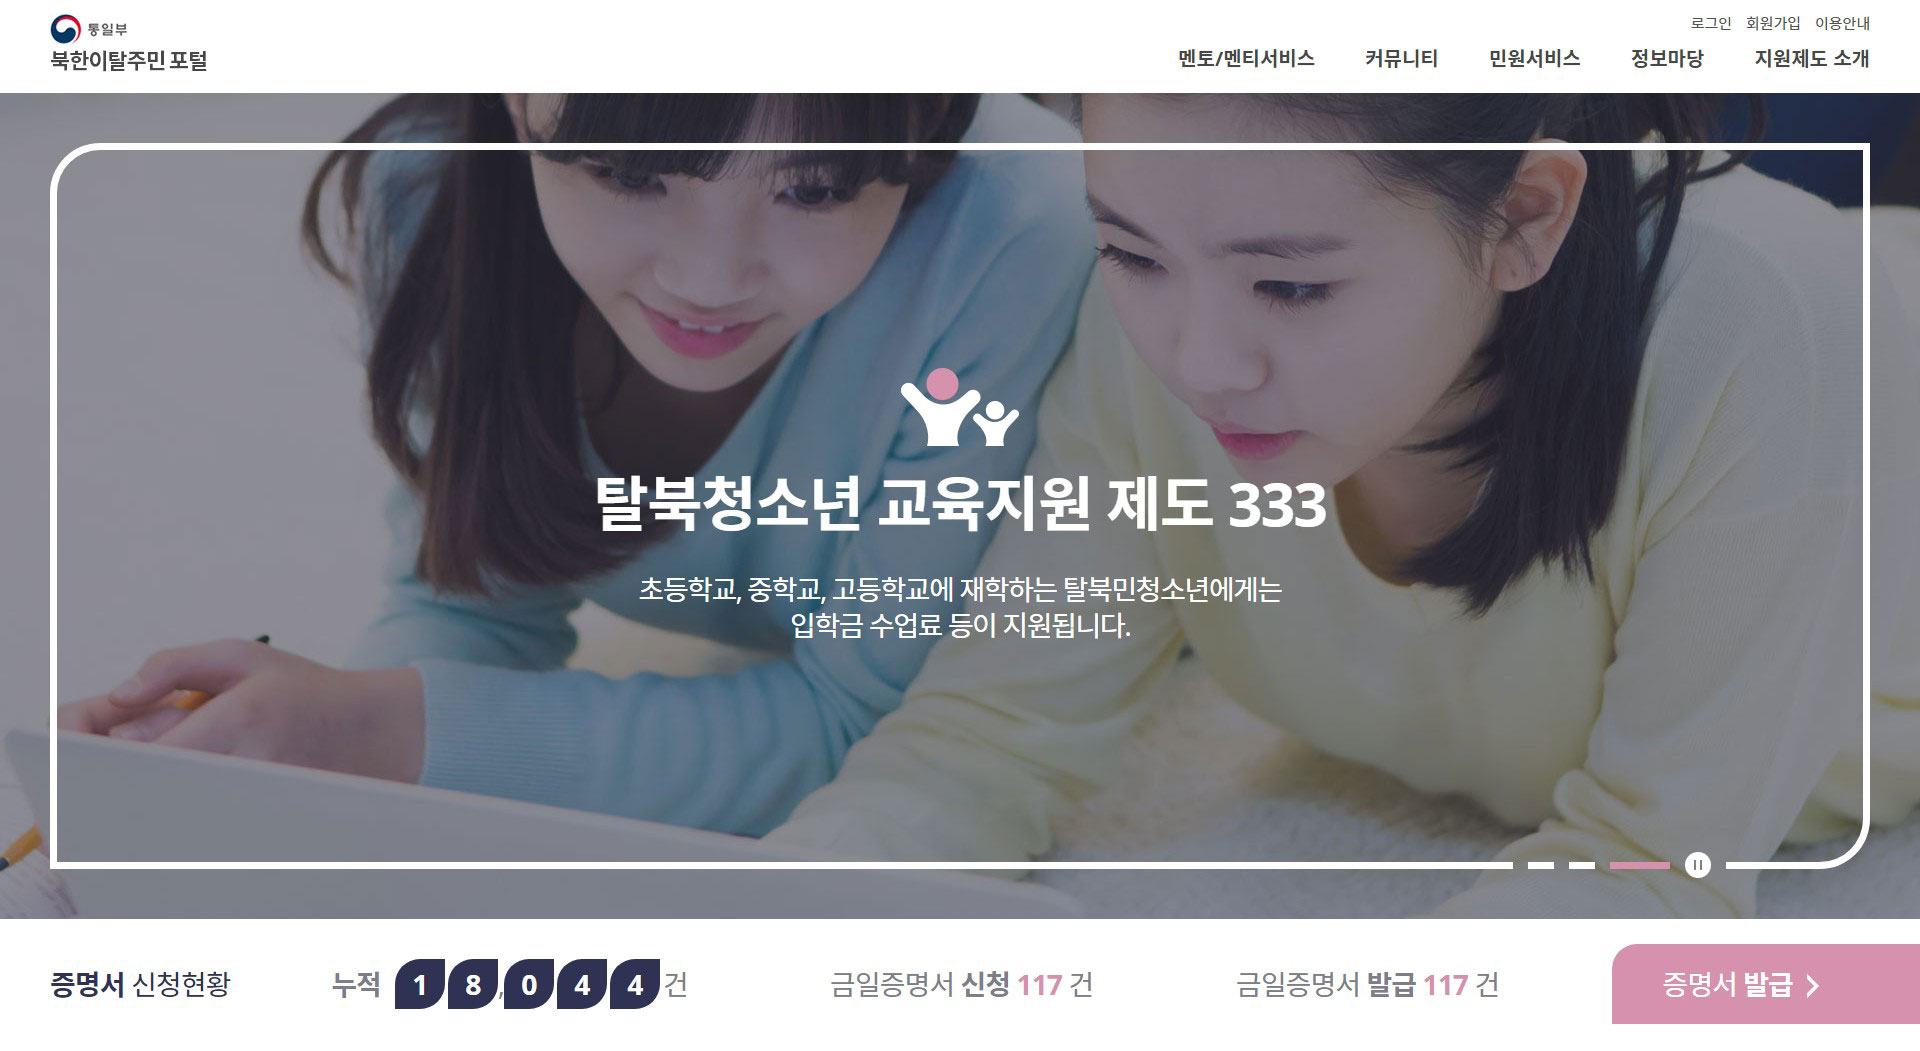 통일부
북한이탈주민 포털
로그인 회원가입 이용안내
멘토/멘티서비스 커뮤니티 민원서비스 정보마당 지원제도 소개
탈북청소년 교육지원 제도 333
초등학교, 중학교, 고등학교에 재학하는 탈북민청소년에게는
입학금 수업료 등이 지원됩니다.
증명서 신청현황 누적 18,044 건 금일증명서 신청 117 건 금일증명서 발급 117 건 증명서 발급